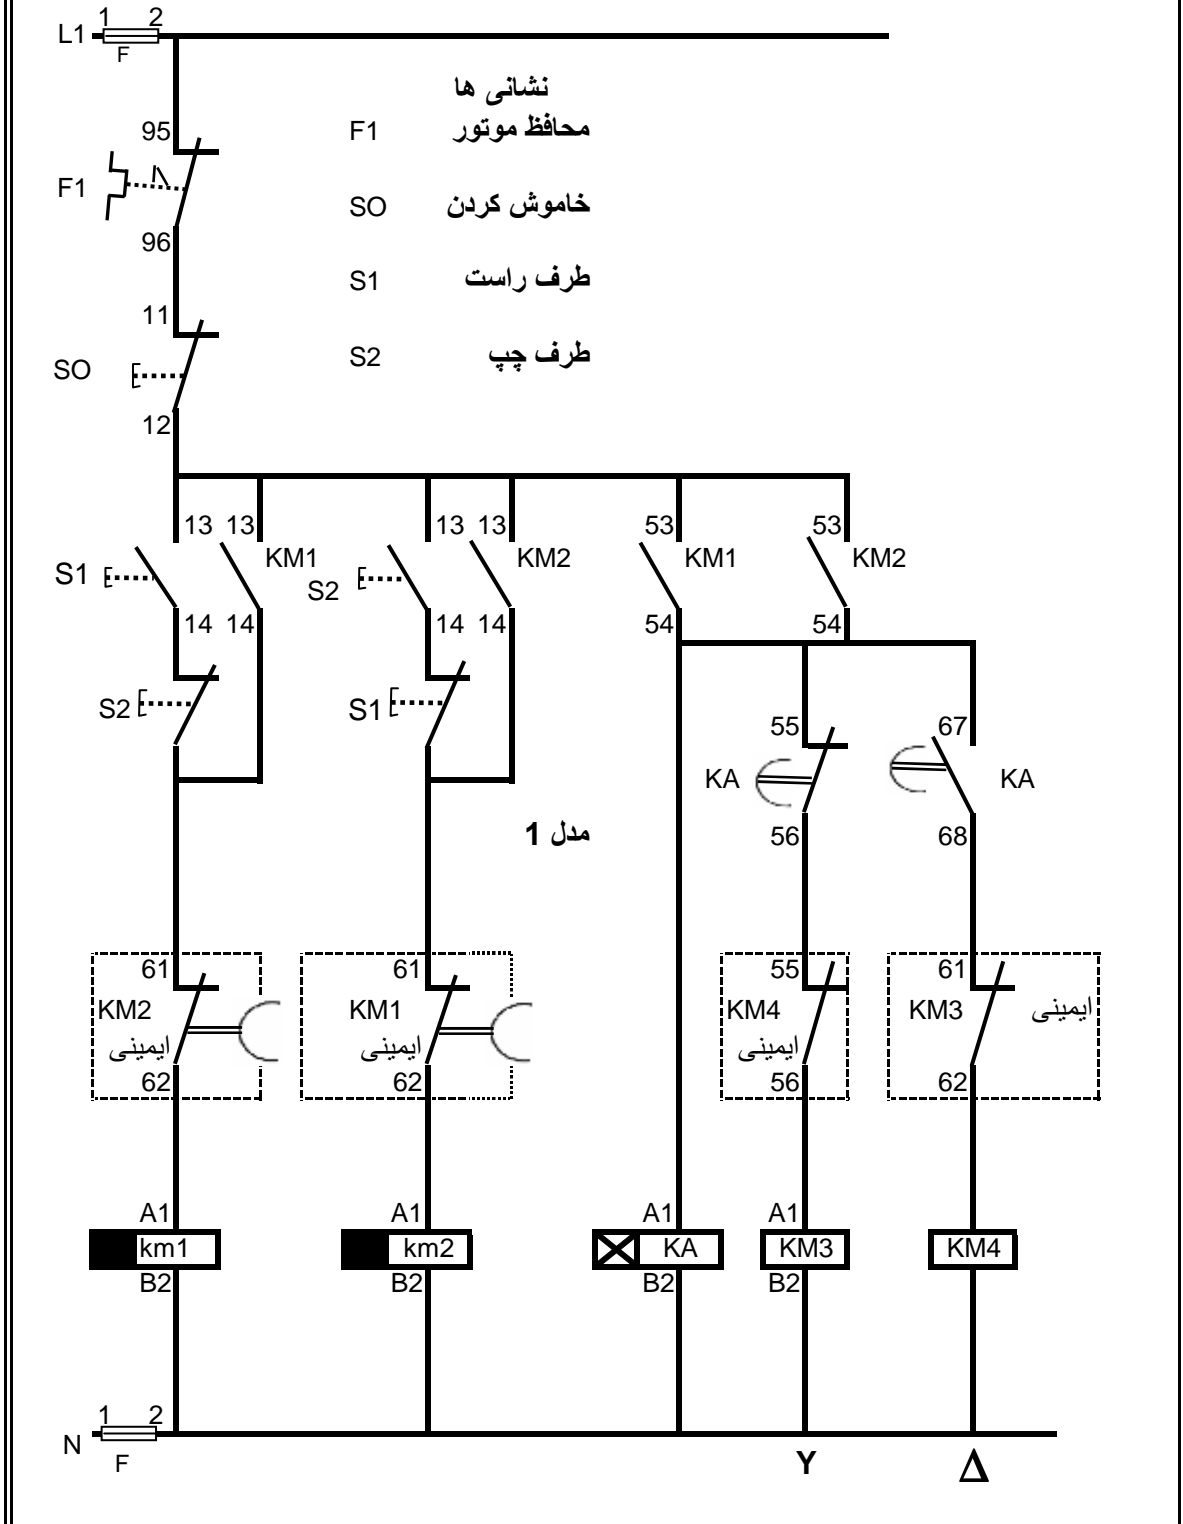 1 2
L1
F
نشانی ها
95
F1 محافظ موتور
F1
96
SO خاموش کردن
S1 طرف راست
11
S2 طرف چپ
SO
12
13 13 13 13 53 53
KM1 KM2 KM1 KM2
S1 S2
14 14 14 14 54 54
S2 S1
55 67
KA KA
56 68
مدل 1
61 61 55 61
KM2 KM1 KM4 KM3 ایمینی
ایمینی ایمینی ایمینی
62 62 56 62
A1 A1 A1 A1
km1 km2 KA KM3 KM4
B2 B2 B2 B2
1 2
N
F
Y Δ